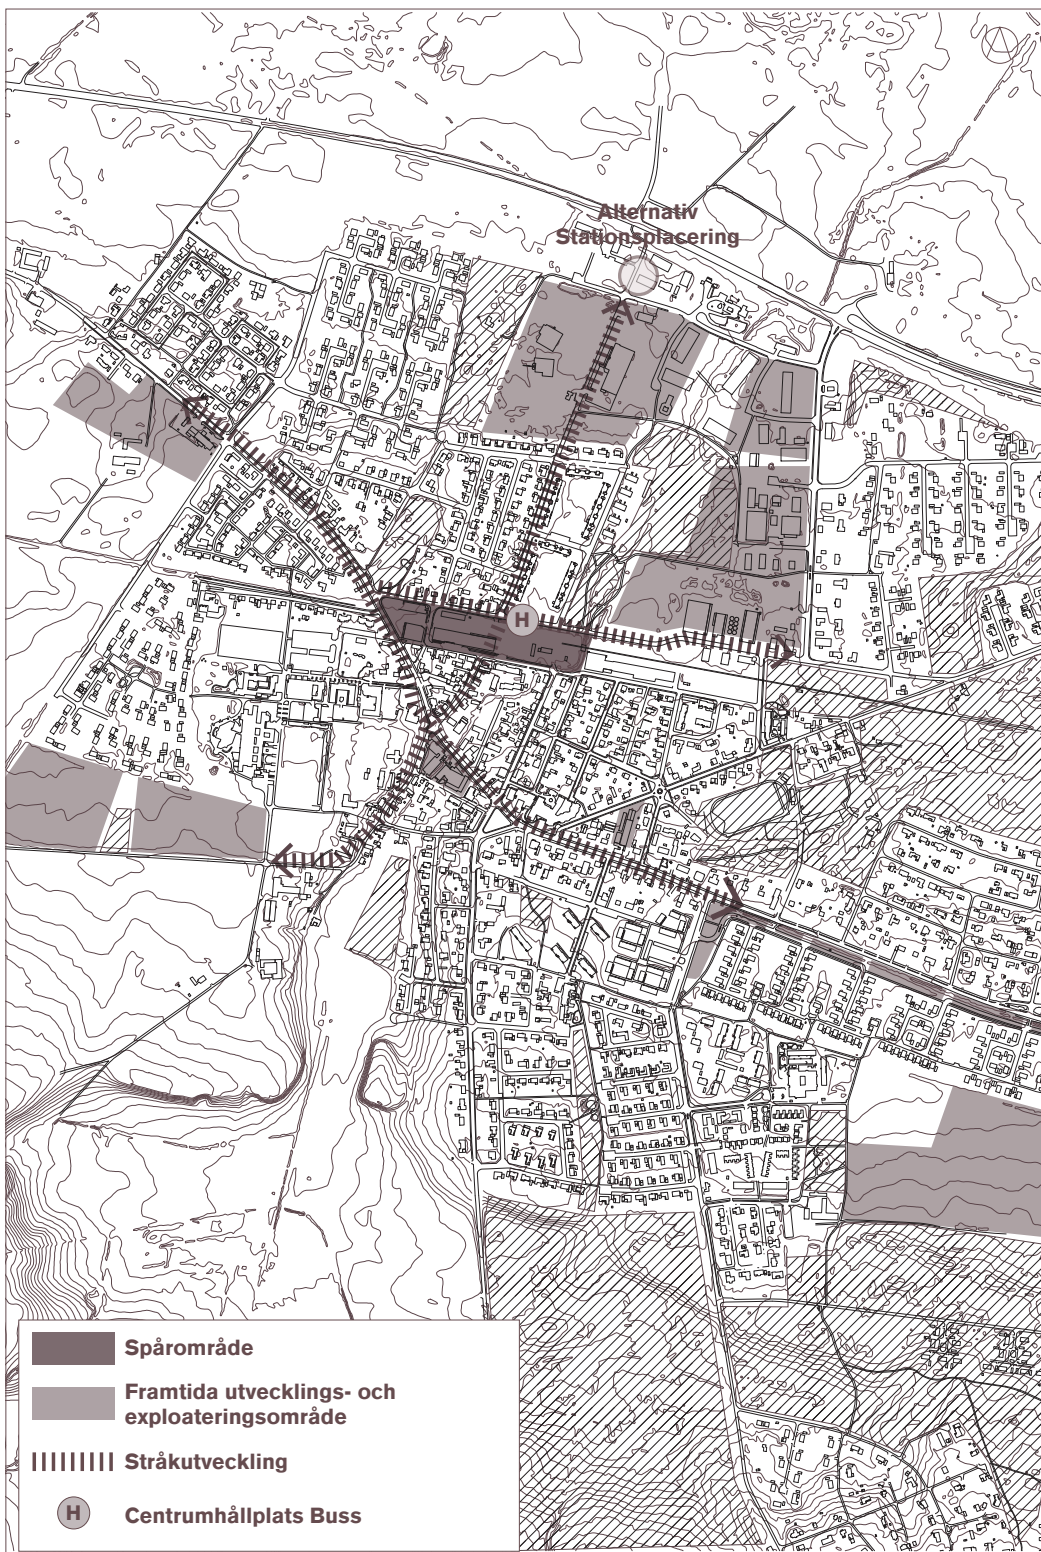 Alternativ
Stationsplacering
H
Spårområde
Framtida utvecklings- och
exploateringsområde
Stråkutveckling
H
Centrumhållplats Buss